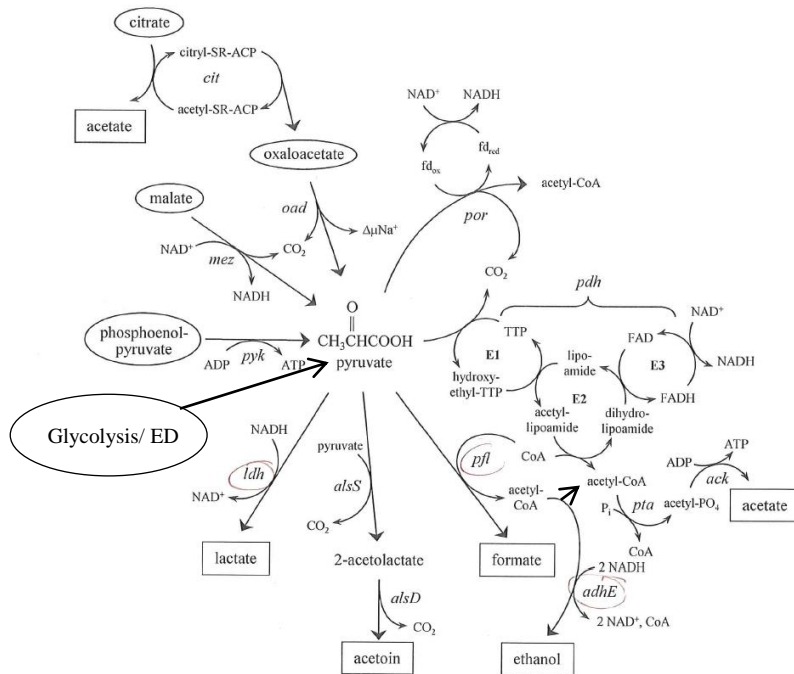 citrate
citryl-SR-ACP
cit
acetyl-SR-ACP
acetate
oxaloacetate
NAD⁺
NADH
fd_red
fd_ox
acetyl-CoA
por
CO₂
malate
oad
ΔμNa⁺
CO₂
NAD⁺
mez
NADH
pdh
phosphoenol-
pyruvate
ADP
pyk
ATP
O
CH₃CHCOOH
pyruvate
TTP
E1
hydroxy-
ethyl-TTP
lipo-
amide
E2
acetyl-
lipoamide
dihydro-
lipoamide
FAD
E3
FADH
NAD⁺
NADH
Glycolysis/ ED
NADH
ldh
NAD⁺
lactate
pyruvate
alsS
CO₂
2-acetolactate
alsD
CO₂
acetoin
pfl
CoA
acetyl-
CoA
formate
acetyl-CoA
Pᵢ
pta
CoA
acetyl-PO₄
ADP
ATP
ack
acetate
2 NADH
adhE
2 NAD⁺, CoA
ethanol